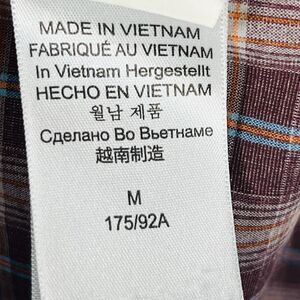 MADE IN VIETNAM
FABRIQUÉ AU VIETNAM
In Vietnam Hergestellt
HECHO EN VIETNAM
월남 제품
Сделано Во Вьетнаме
越南制造
M
175/92A